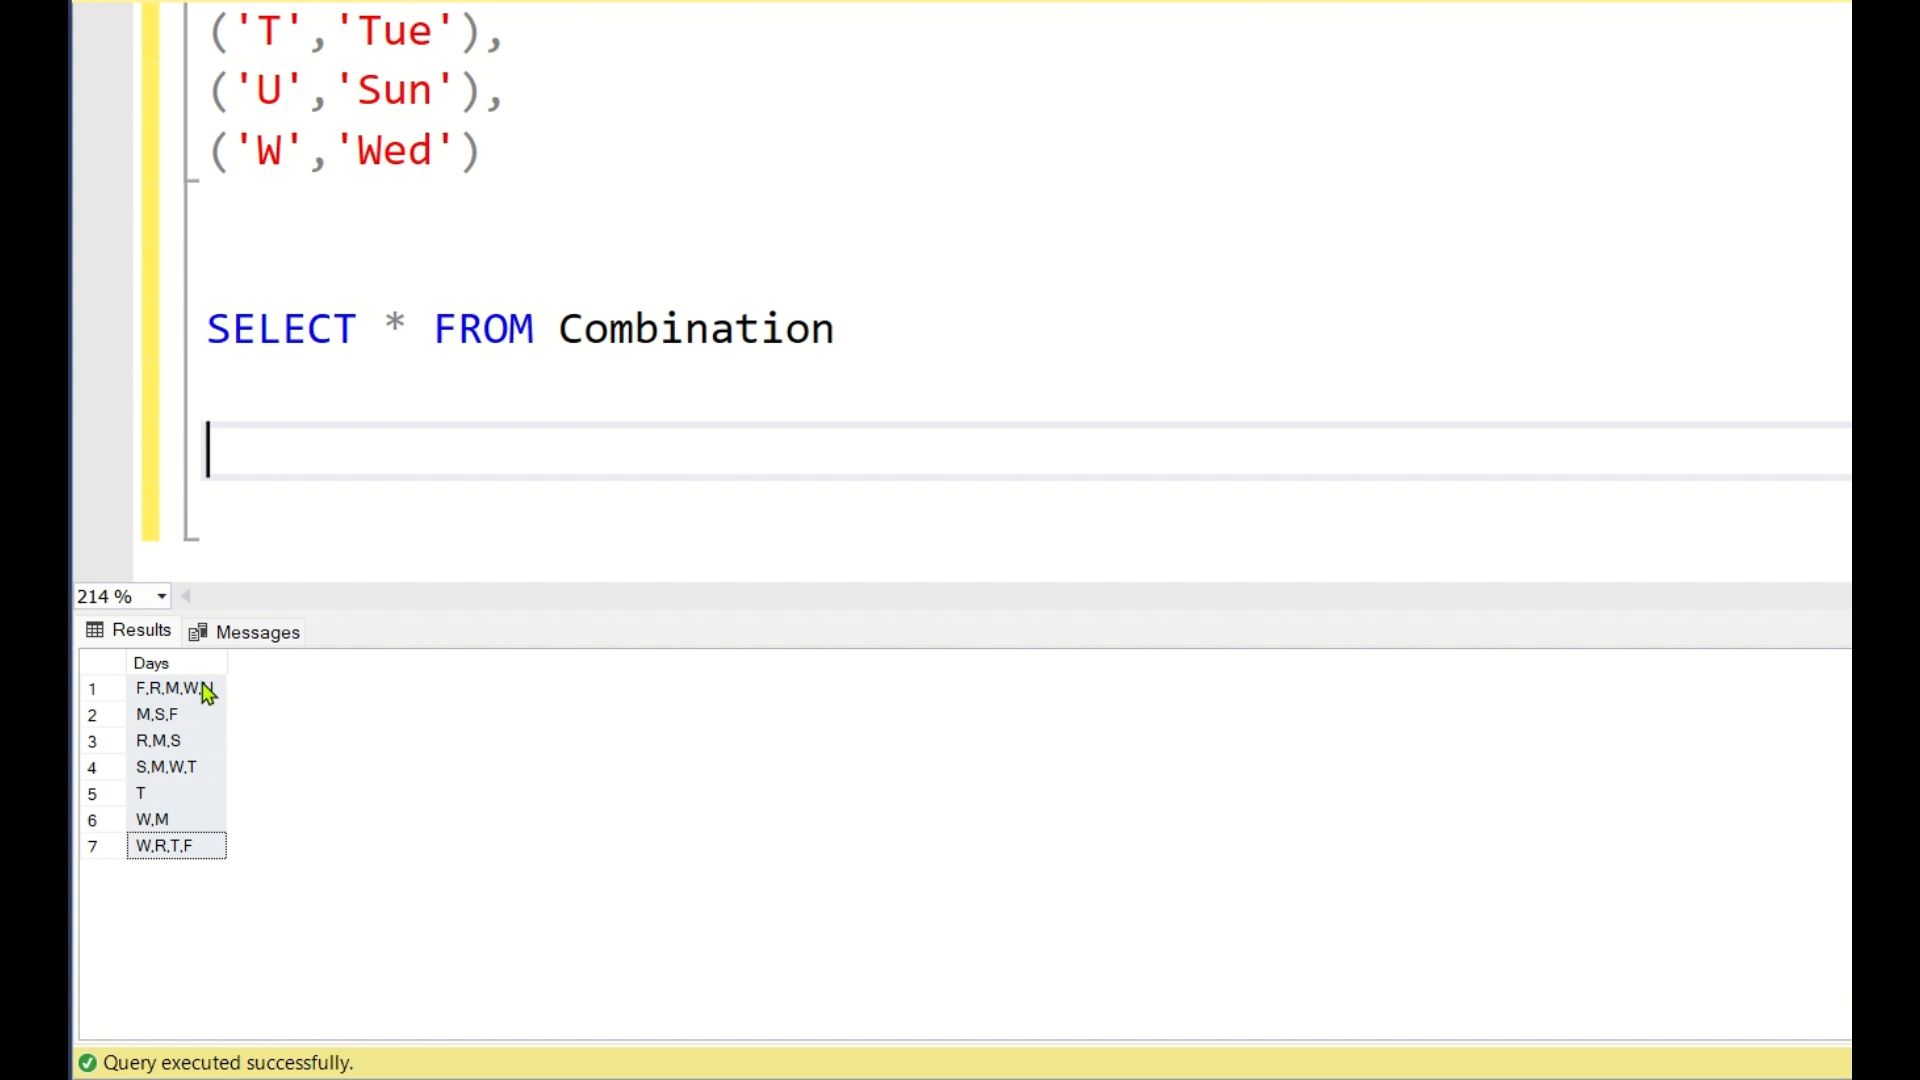 ('T','Tue'),
('U','Sun'),
('W','Wed')
SELECT * FROM Combination
214 %
Results Messages
Days
1 F,R,M,W,
2 M,S,F
3 R,M,S
4 S,M,W,T
5 T
6 W,M
7 W,R,T,F
Query executed successfully.